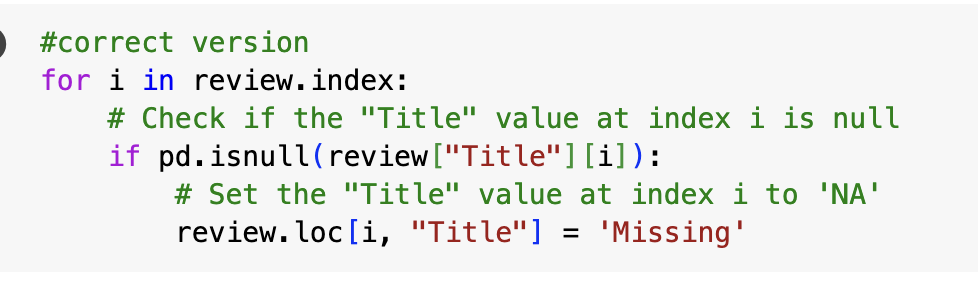 #correct version
for i in review.index:
    # Check if the "Title" value at index i is null
    if pd.isnull(review["Title"][i]):
        # Set the "Title" value at index i to 'NA'
        review.loc[i, "Title"] = 'Missing'